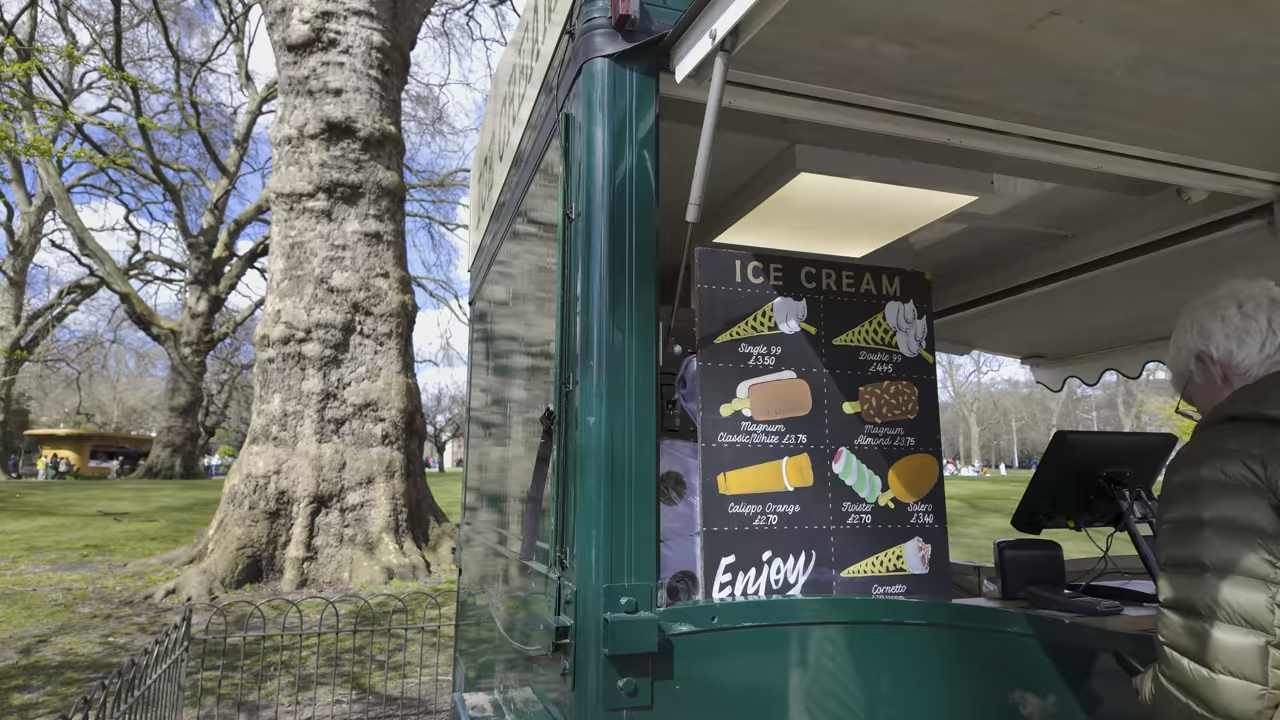 ICE CREAM
Single 99
£3.50
Double 99
£4.45
Magnum
Classic/White £3.75
Magnum
Almond £3.75
Calippo Orange
£2.70
Twister
£2.70
Solero
£3.40
Enjoy
Cornetto